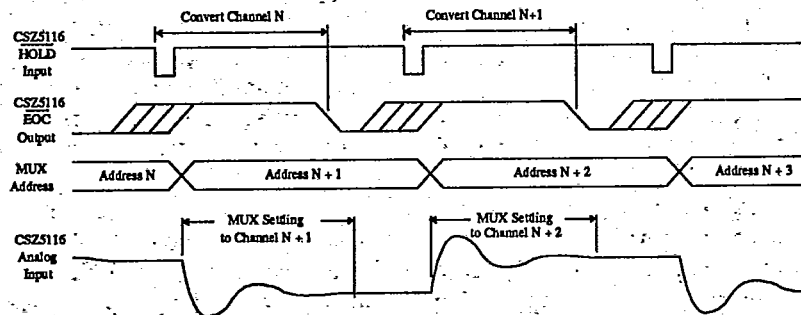 Convert Channel N
Convert Channel N+1
CSZ5116
HOLD
Input
CSZ5116
EOC
Output
MUX
Address
Address N
Address N + 1
Address N + 2
Address N + 3
MUX Settling
to Channel N + 1
MUX Settling
to Channel N + 2
CSZ5116
Analog
Input